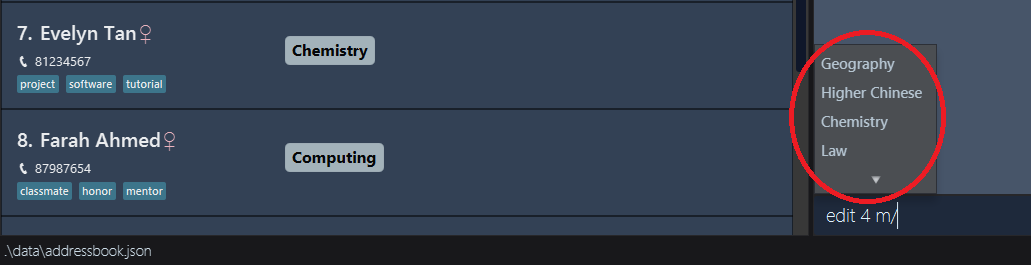 7. Evelyn Tan♀
81234567
project software tutorial
Chemistry
8. Farah Ahmed♀
87987654
classmate honor mentor
Computing
Geography
Higher Chinese
Chemistry
Law
edit 4 m/
.\data\addressbook.json